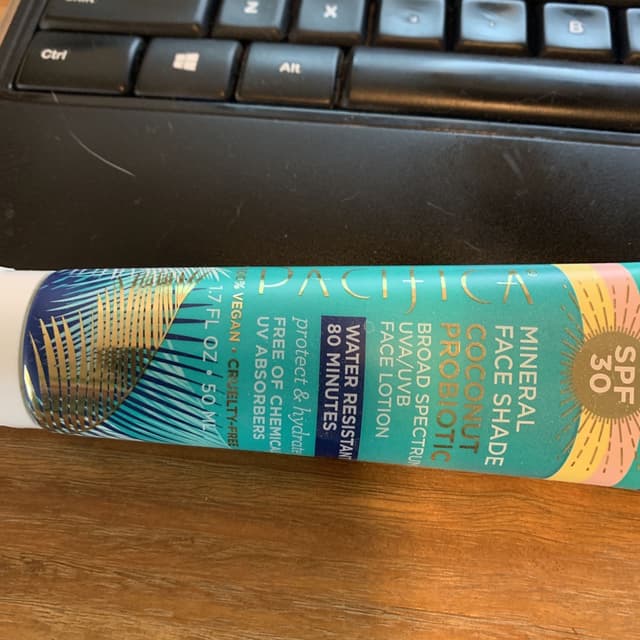 Z X B
Ctrl Alt
SPF
30
PACIFICA
MINERAL
FACE SHADE
COCONUT
PROBIOTIC
BROAD SPECTRUM
UVA/UVB
FACE LOTION
WATER RESISTANT
80 MINUTES
protect & hydrate
FREE OF CHEMICAL
UV ABSORBERS
100% VEGAN • CRUELTY-FREE
1.7 FL OZ • 50 ML